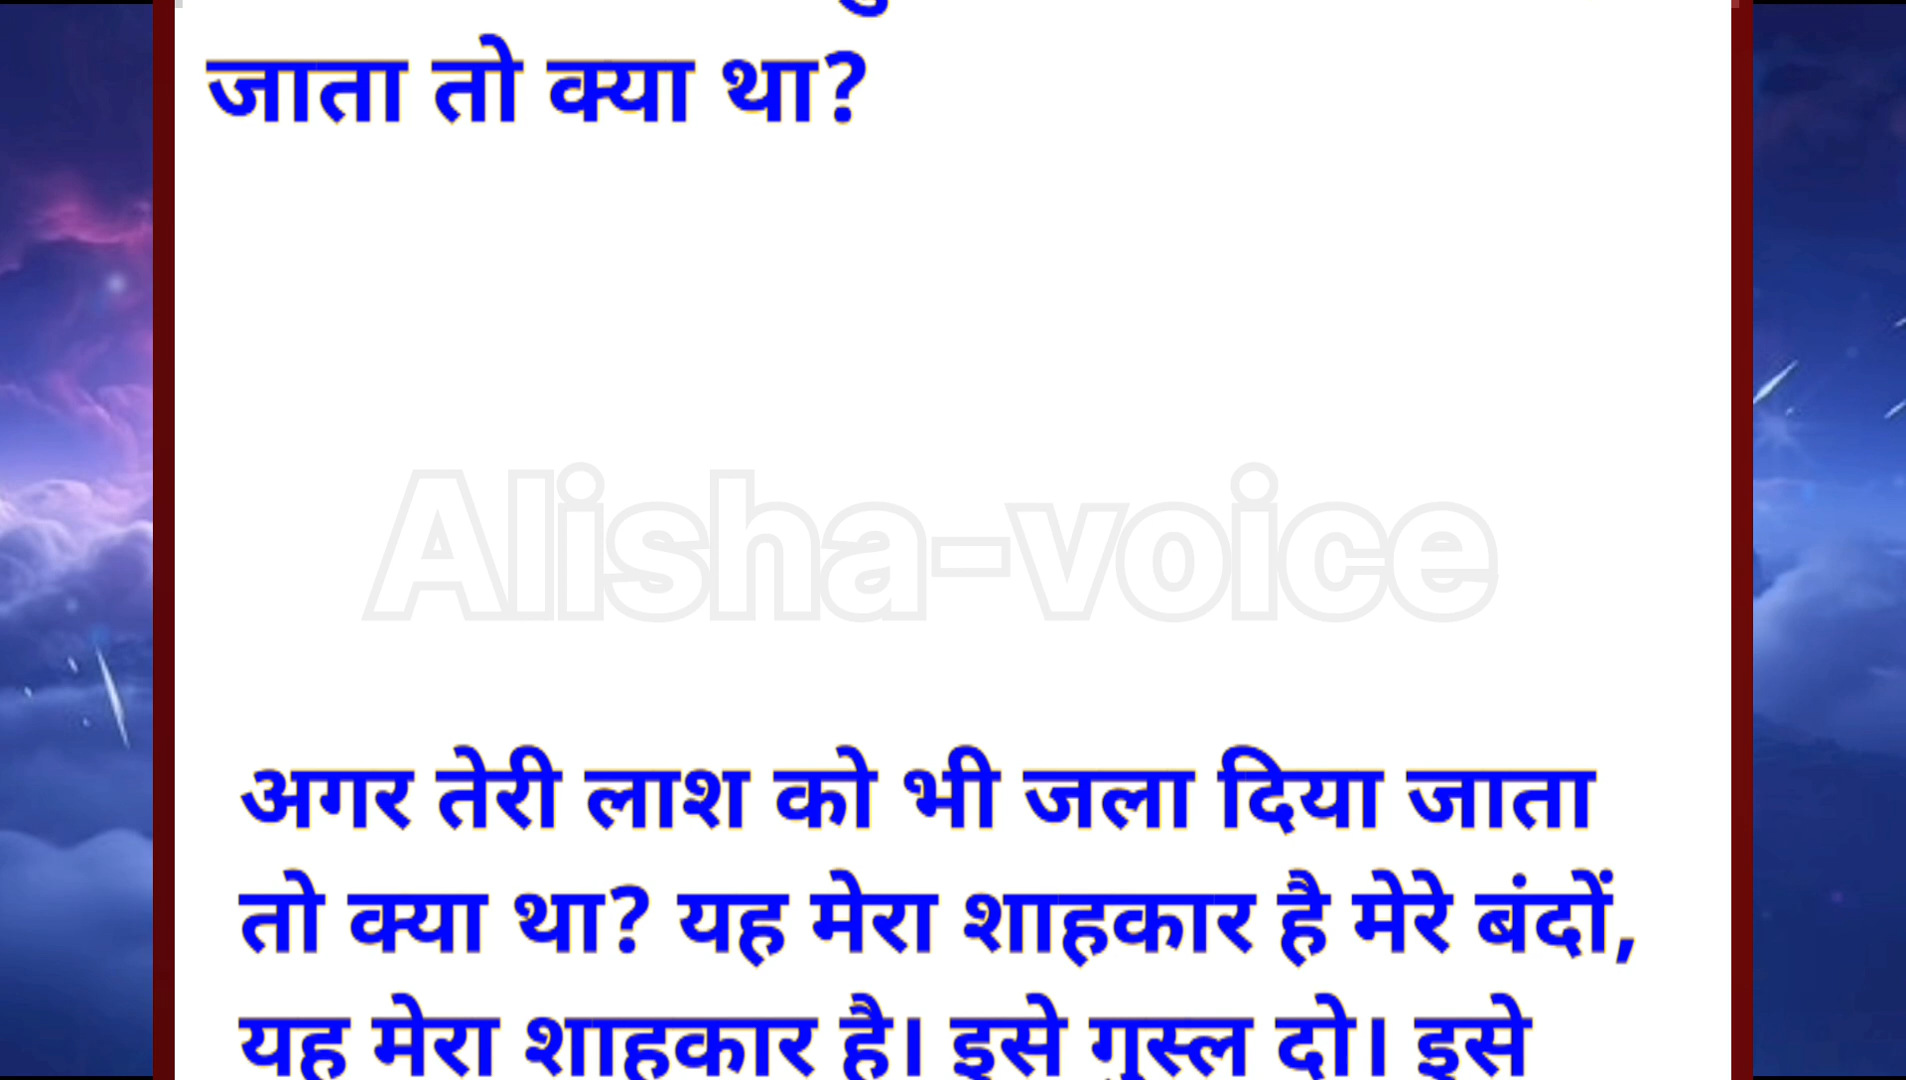 जाता तो क्या था?
Alisha-voice
अगर तेरी लाश को भी जला दिया जाता
तो क्या था? यह मेरा शाहकार है मेरे बंदों,
यह मेरा शाहकार है। इसे गुस्ल दो। इसे